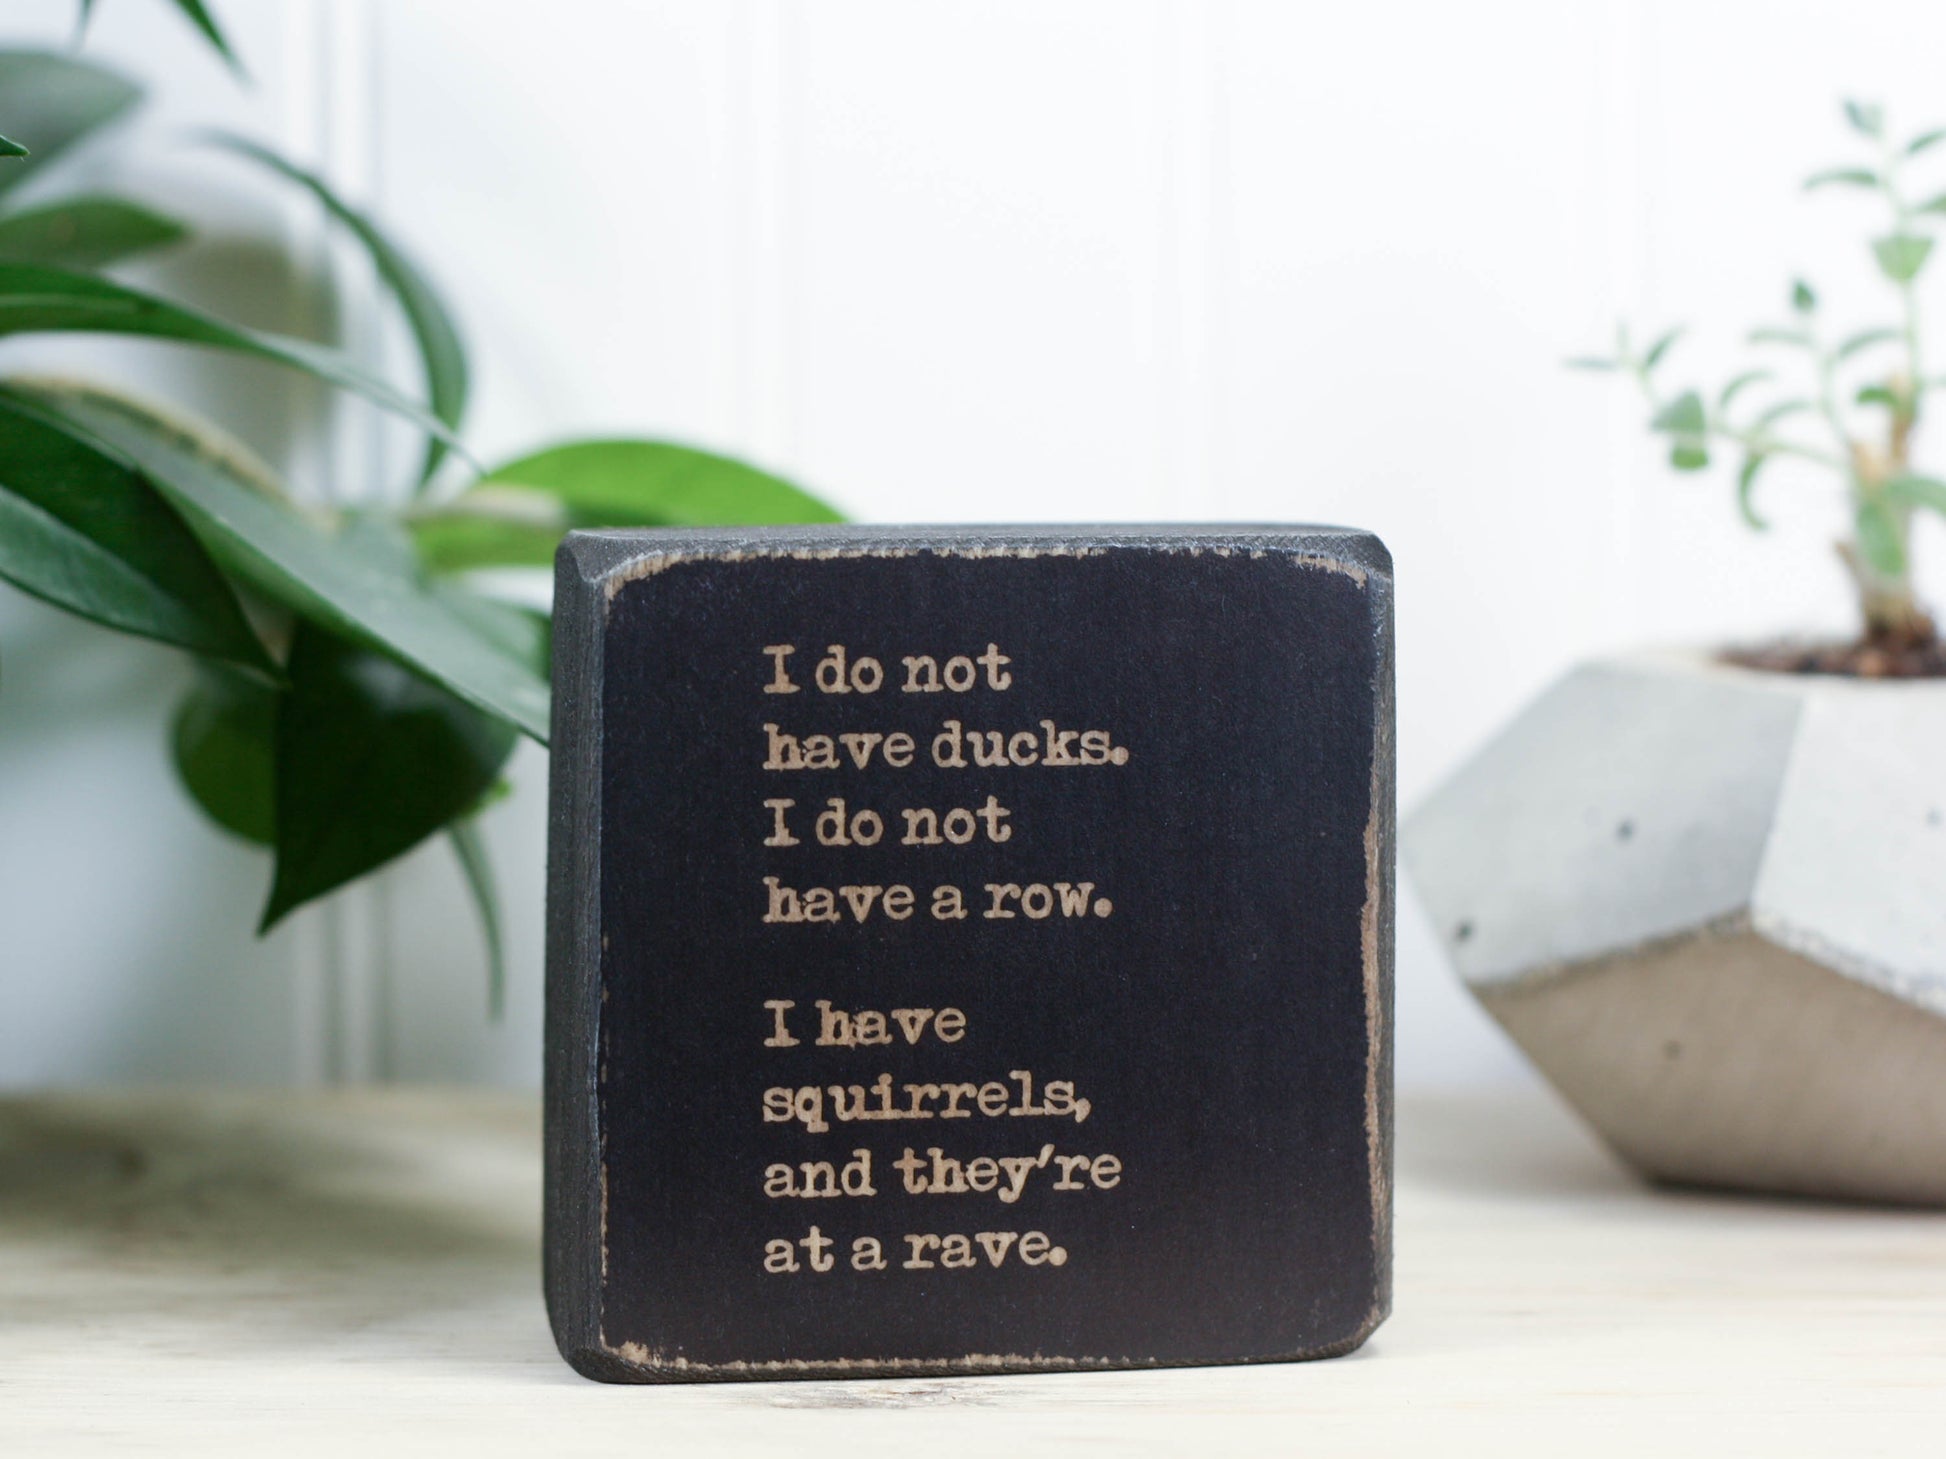 I do not
have ducks.
I do not
have a row.
I have
squirrels,
and they're
at a rave.